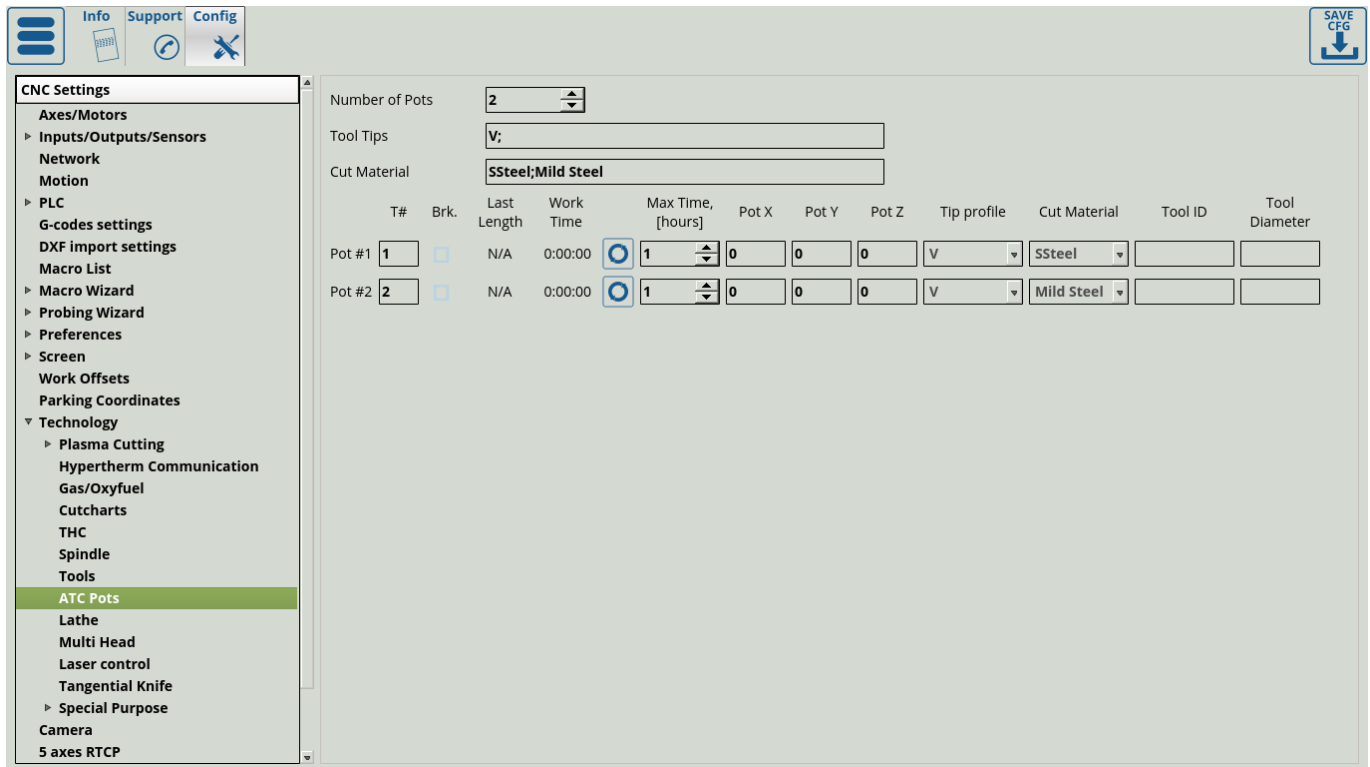 Info Support Config
SAVE
CFG
CNC Settings
Axes/Motors
Inputs/Outputs/Sensors
Network
Motion
PLC
G-codes settings
DXF import settings
Macro List
Macro Wizard
Probing Wizard
Preferences
Screen
Work Offsets
Parking Coordinates
Technology
Plasma Cutting
Hypertherm Communication
Gas/Oxyfuel
Cutcharts
THC
Spindle
Tools
ATC Pots
Lathe
Multi Head
Laser control
Tangential Knife
Special Purpose
Camera
5 axes RTCP
Number of Pots 2
Tool Tips V;
Cut Material SSteel;Mild Steel
T# Brk. Last Length Work Time Max Time, [hours] Pot X Pot Y Pot Z Tip profile Cut Material Tool ID Tool Diameter
Pot #1 1 N/A 0:00:00 1 0 0 0 V SSteel
Pot #2 2 N/A 0:00:00 1 0 0 0 V Mild Steel